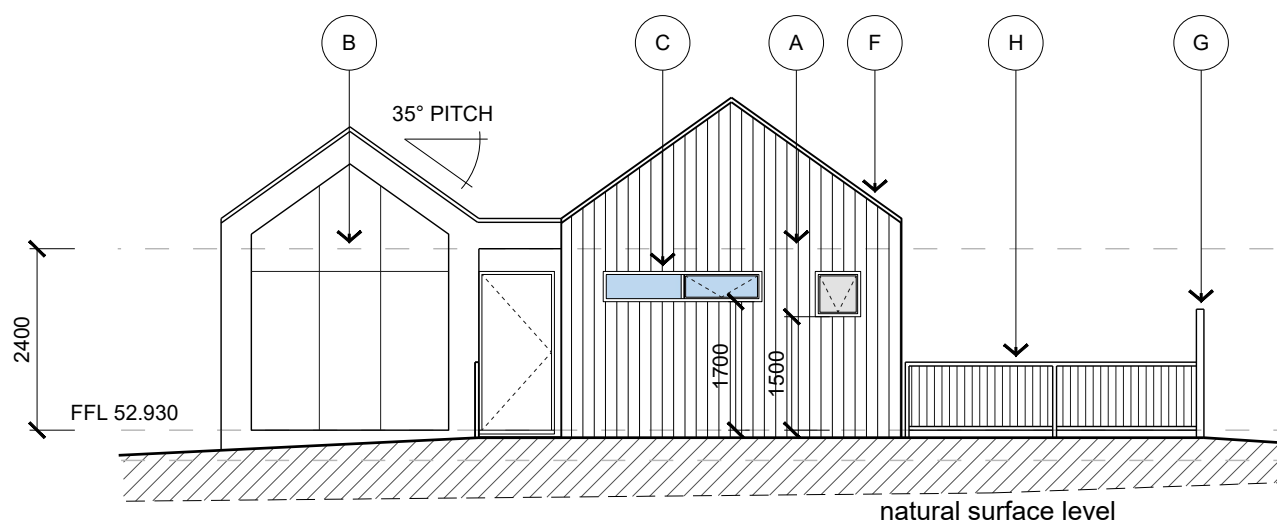 B
C
A
F
H
G
35° PITCH
2400
1700
1500
FFL 52.930
natural surface level